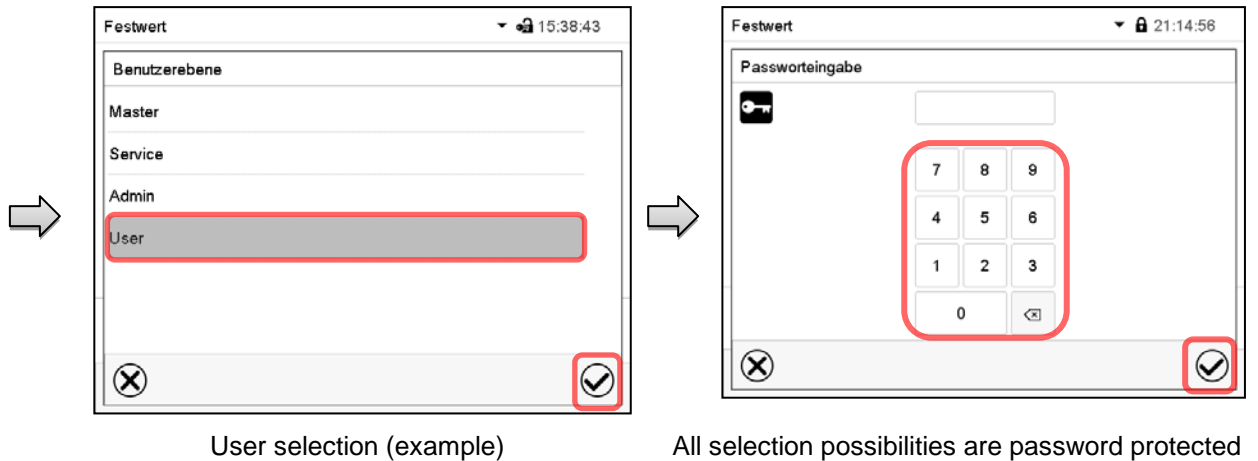 Festwert 15:38:43
Benutzerebene
Master
Service
Admin
User
User selection (example)
Festwert 21:14:56
Passworteingabe
7 8 9
4 5 6
1 2 3
0
All selection possibilities are password protected